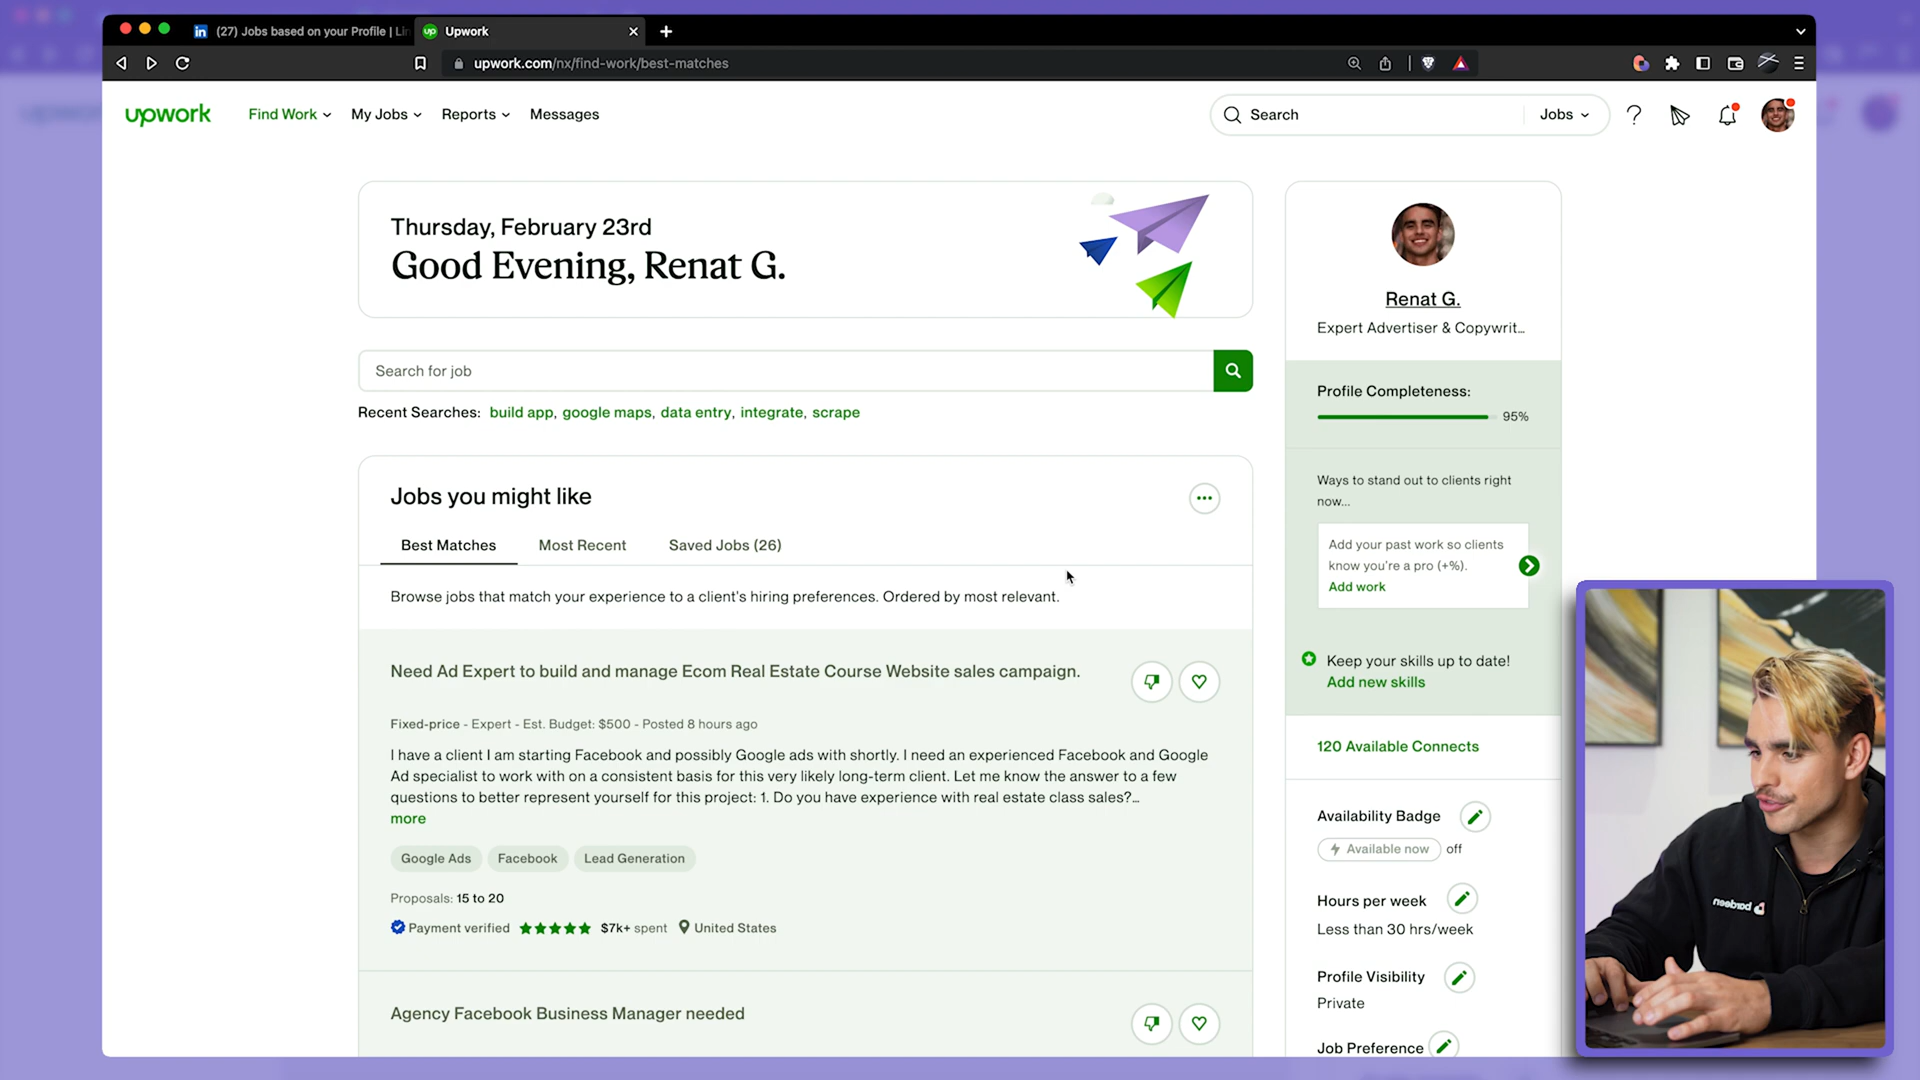 (27) Jobs based on your Profile | Li
Upwork
upwork.com/nx/find-work/best-matches
upwork
Find Work
My Jobs
Reports
Messages
Search
Jobs
Thursday, February 23rd
Good Evening, Renat G.
Search for job
Recent Searches: build app, google maps, data entry, integrate, scrape
Jobs you might like
Best Matches
Most Recent
Saved Jobs (26)
Browse jobs that match your experience to a client's hiring preferences. Ordered by most relevant.
Need Ad Expert to build and manage Ecom Real Estate Course Website sales campaign.
Fixed-price - Expert - Est. Budget: $500 - Posted 8 hours ago
I have a client I am starting Facebook and possibly Google ads with shortly. I need an experienced Facebook and Google
Ad specialist to work with on a consistent basis for this very likely long-term client. Let me know the answer to a few
questions to better represent yourself for this project: 1. Do you have experience with real estate class sales?...
more
Google Ads
Facebook
Lead Generation
Proposals: 15 to 20
Payment verified
$7k+ spent
United States
Agency Facebook Business Manager needed
Renat G.
Expert Advertiser & Copywrit...
Profile Completeness:
95%
Ways to stand out to clients right
now...
Add your past work so clients
know you're a pro (+%).
Add work
Keep your skills up to date!
Add new skills
120 Available Connects
Availability Badge
Available now
off
Hours per week
Less than 30 hrs/week
Profile Visibility
Private
Job Preference
bardeen